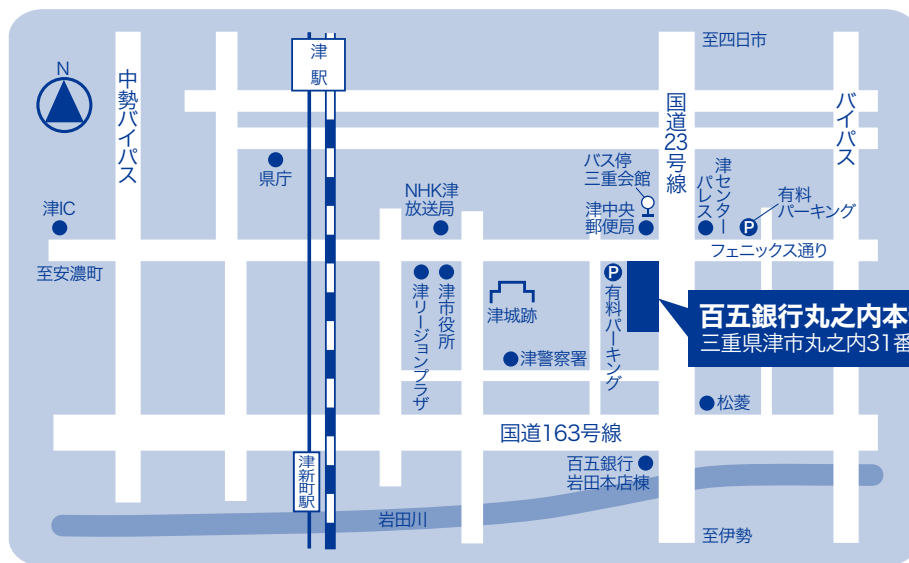 N
津
駅
至四日市
中勢バイパス
国道23号線
バイパス
県庁
バス停
三重会館
津センター
パレス
有料
パーキング
NHK津
放送局
津中央
郵便局
津IC
フェニックス通り
至安濃町
津リージョンプラザ
津市役所
津城跡
有料パーキング
P
P
百五銀行丸之内本
三重県津市丸之内31番
津警察署
松菱
国道163号線
津新町駅
百五銀行
岩田本店棟
岩田川
至伊勢